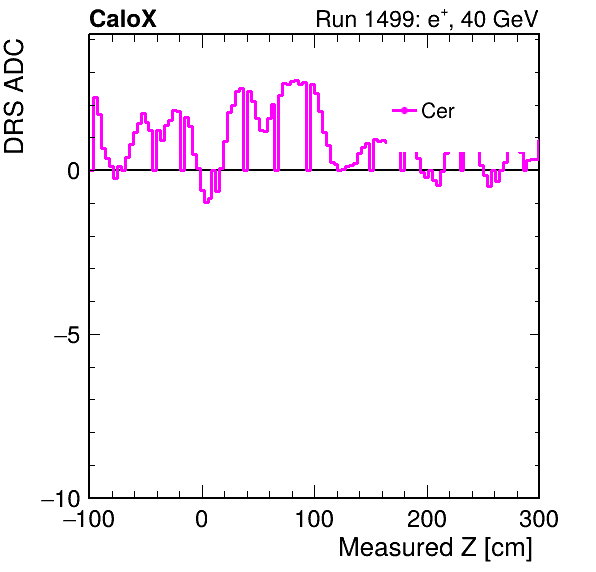 CaloX
Run 1499: e+, 40 GeV
DRS ADC
Cer
0
−5
−10
−100 0 100 200 300
Measured Z [cm]